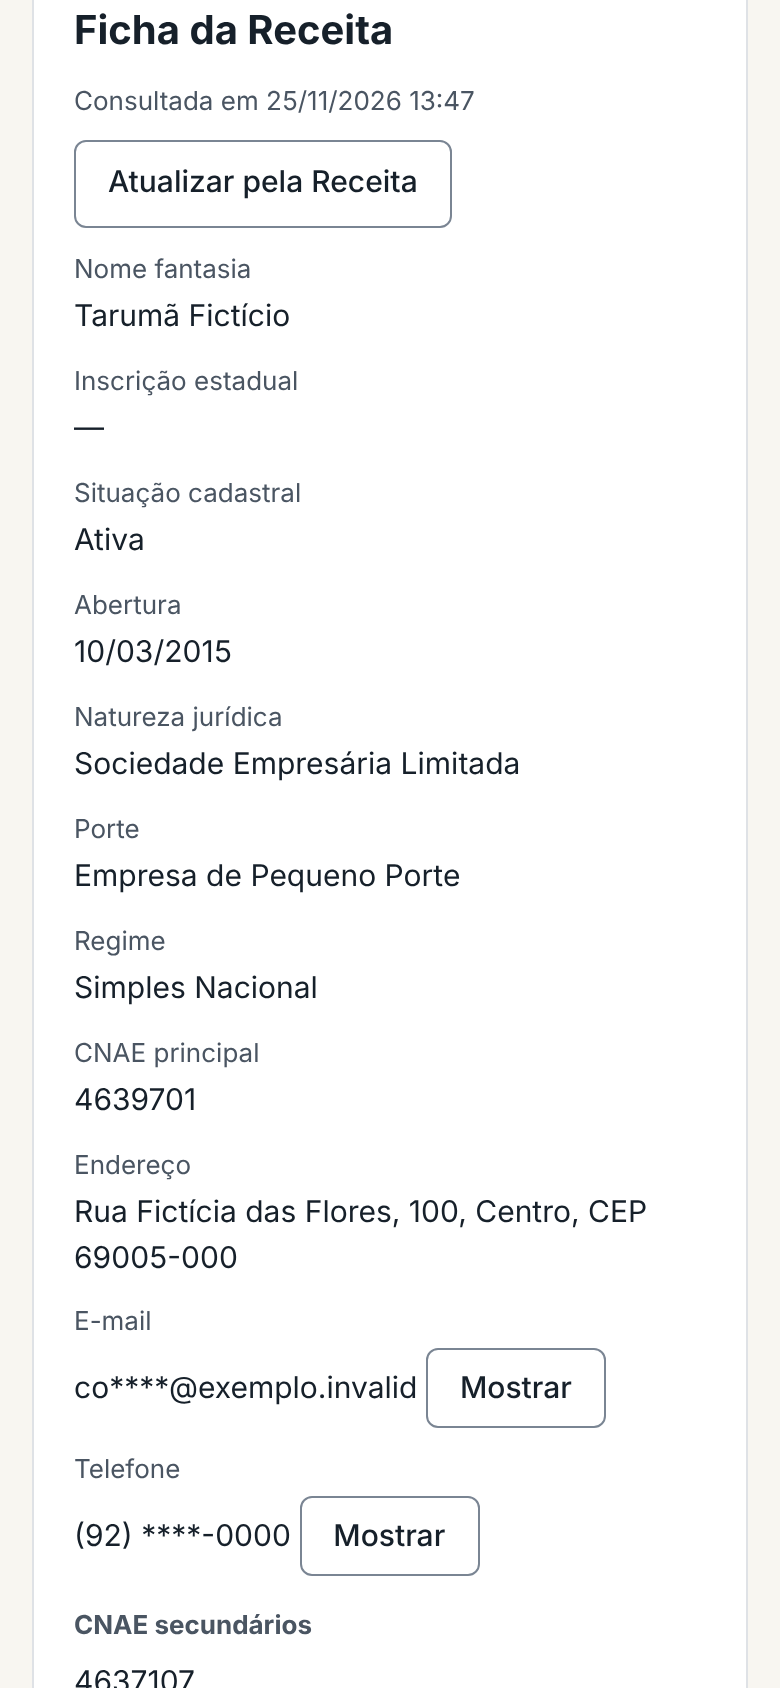 Ficha da Receita
Consultada em 25/11/2026 13:47
Atualizar pela Receita
Nome fantasia
Tarumã Fictício
Inscrição estadual
—
Situação cadastral
Ativa
Abertura
10/03/2015
Natureza jurídica
Sociedade Empresária Limitada
Porte
Empresa de Pequeno Porte
Regime
Simples Nacional
CNAE principal
4639701
Endereço
Rua Fictícia das Flores, 100, Centro, CEP
69005-000
E-mail
co****@exemplo.invalid Mostrar
Telefone
(92) ****-0000 Mostrar
CNAE secundários
4637107